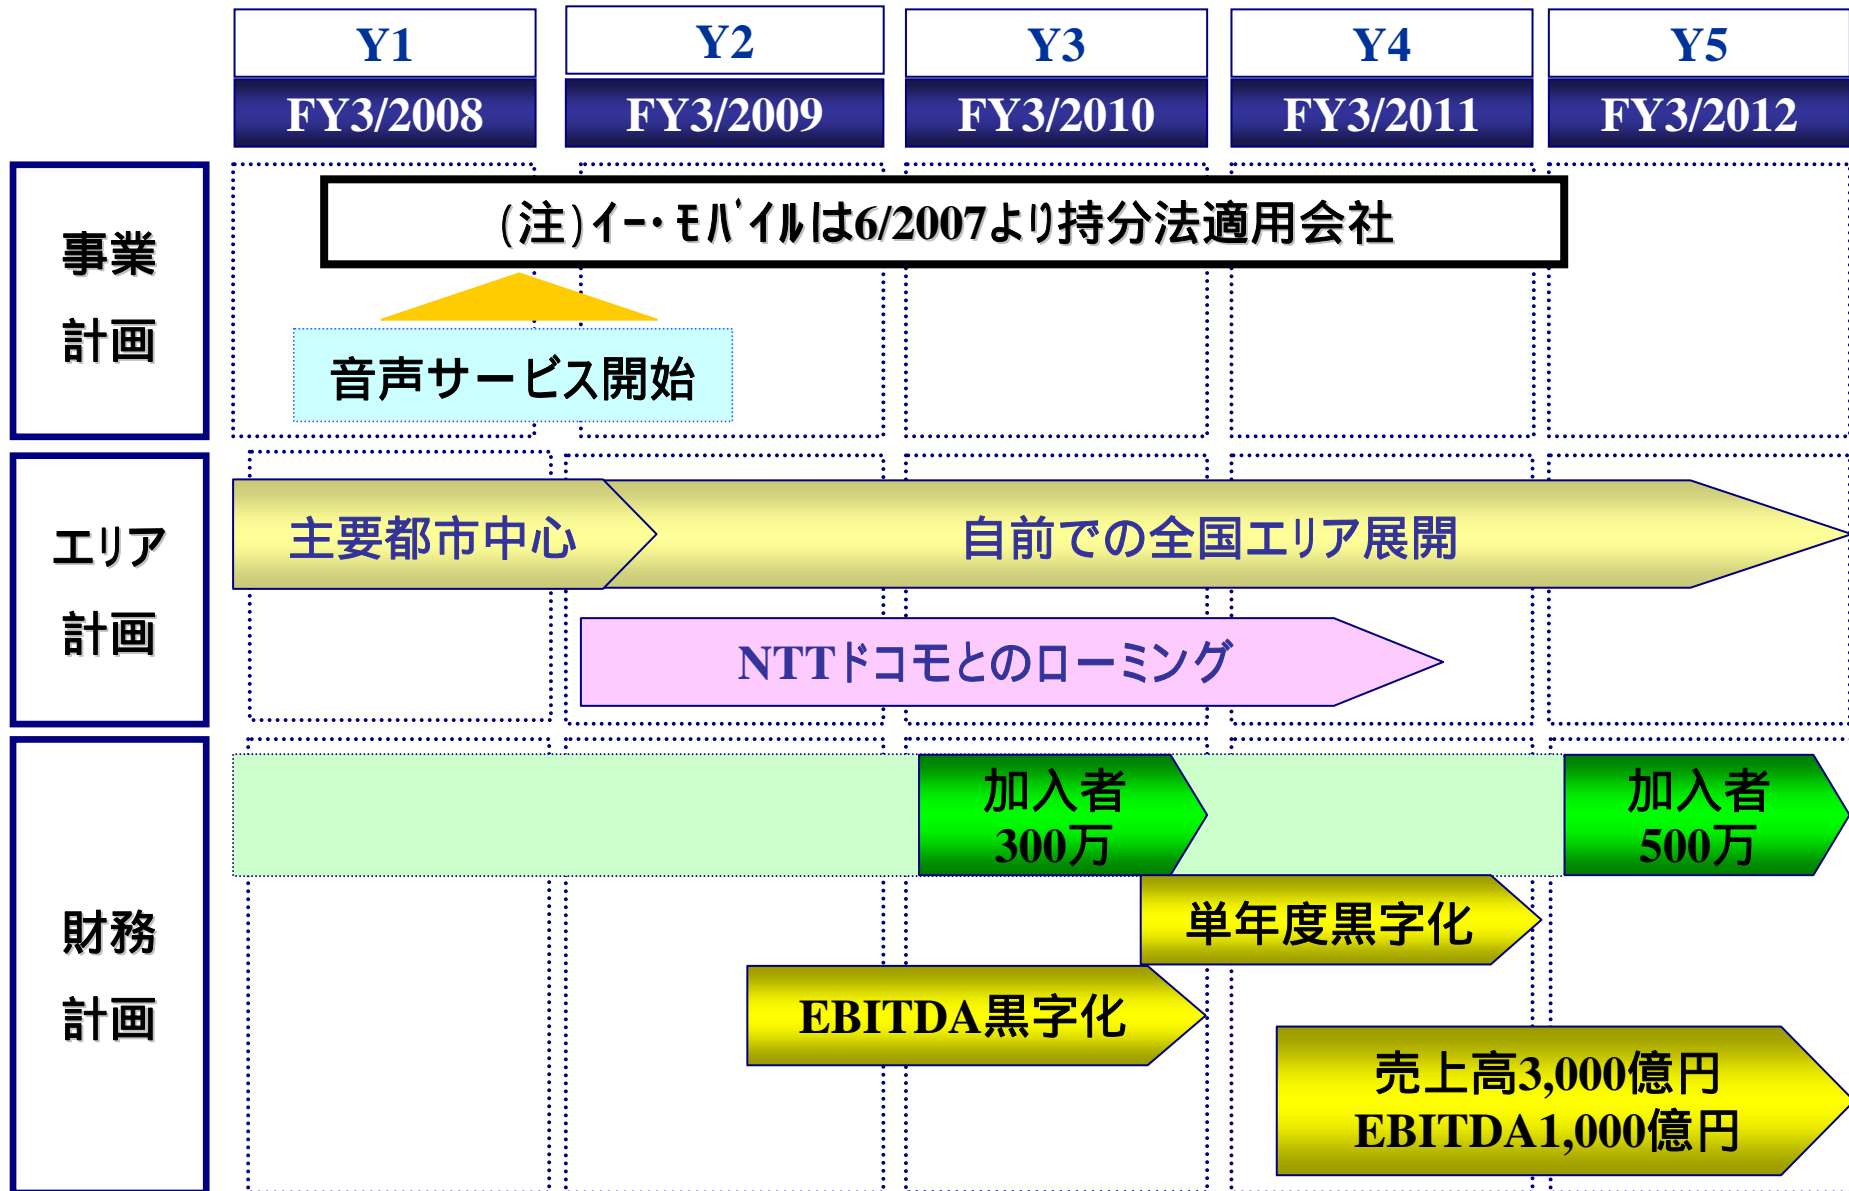 Y1
Y2
Y3
Y4
Y5
FY3/2008
FY3/2009
FY3/2010
FY3/2011
FY3/2012
事業
計画
(注)ｲｰ･ﾓﾊﾞｲﾙは6/2007より持分法適用会社
音声サービス開始
エリア
計画
主要都市中心
自前での全国エリア展開
NTTドコモとのローミング
財務
計画
加入者
300万
加入者
500万
単年度黒字化
EBITDA黒字化
売上高3,000億円
EBITDA1,000億円